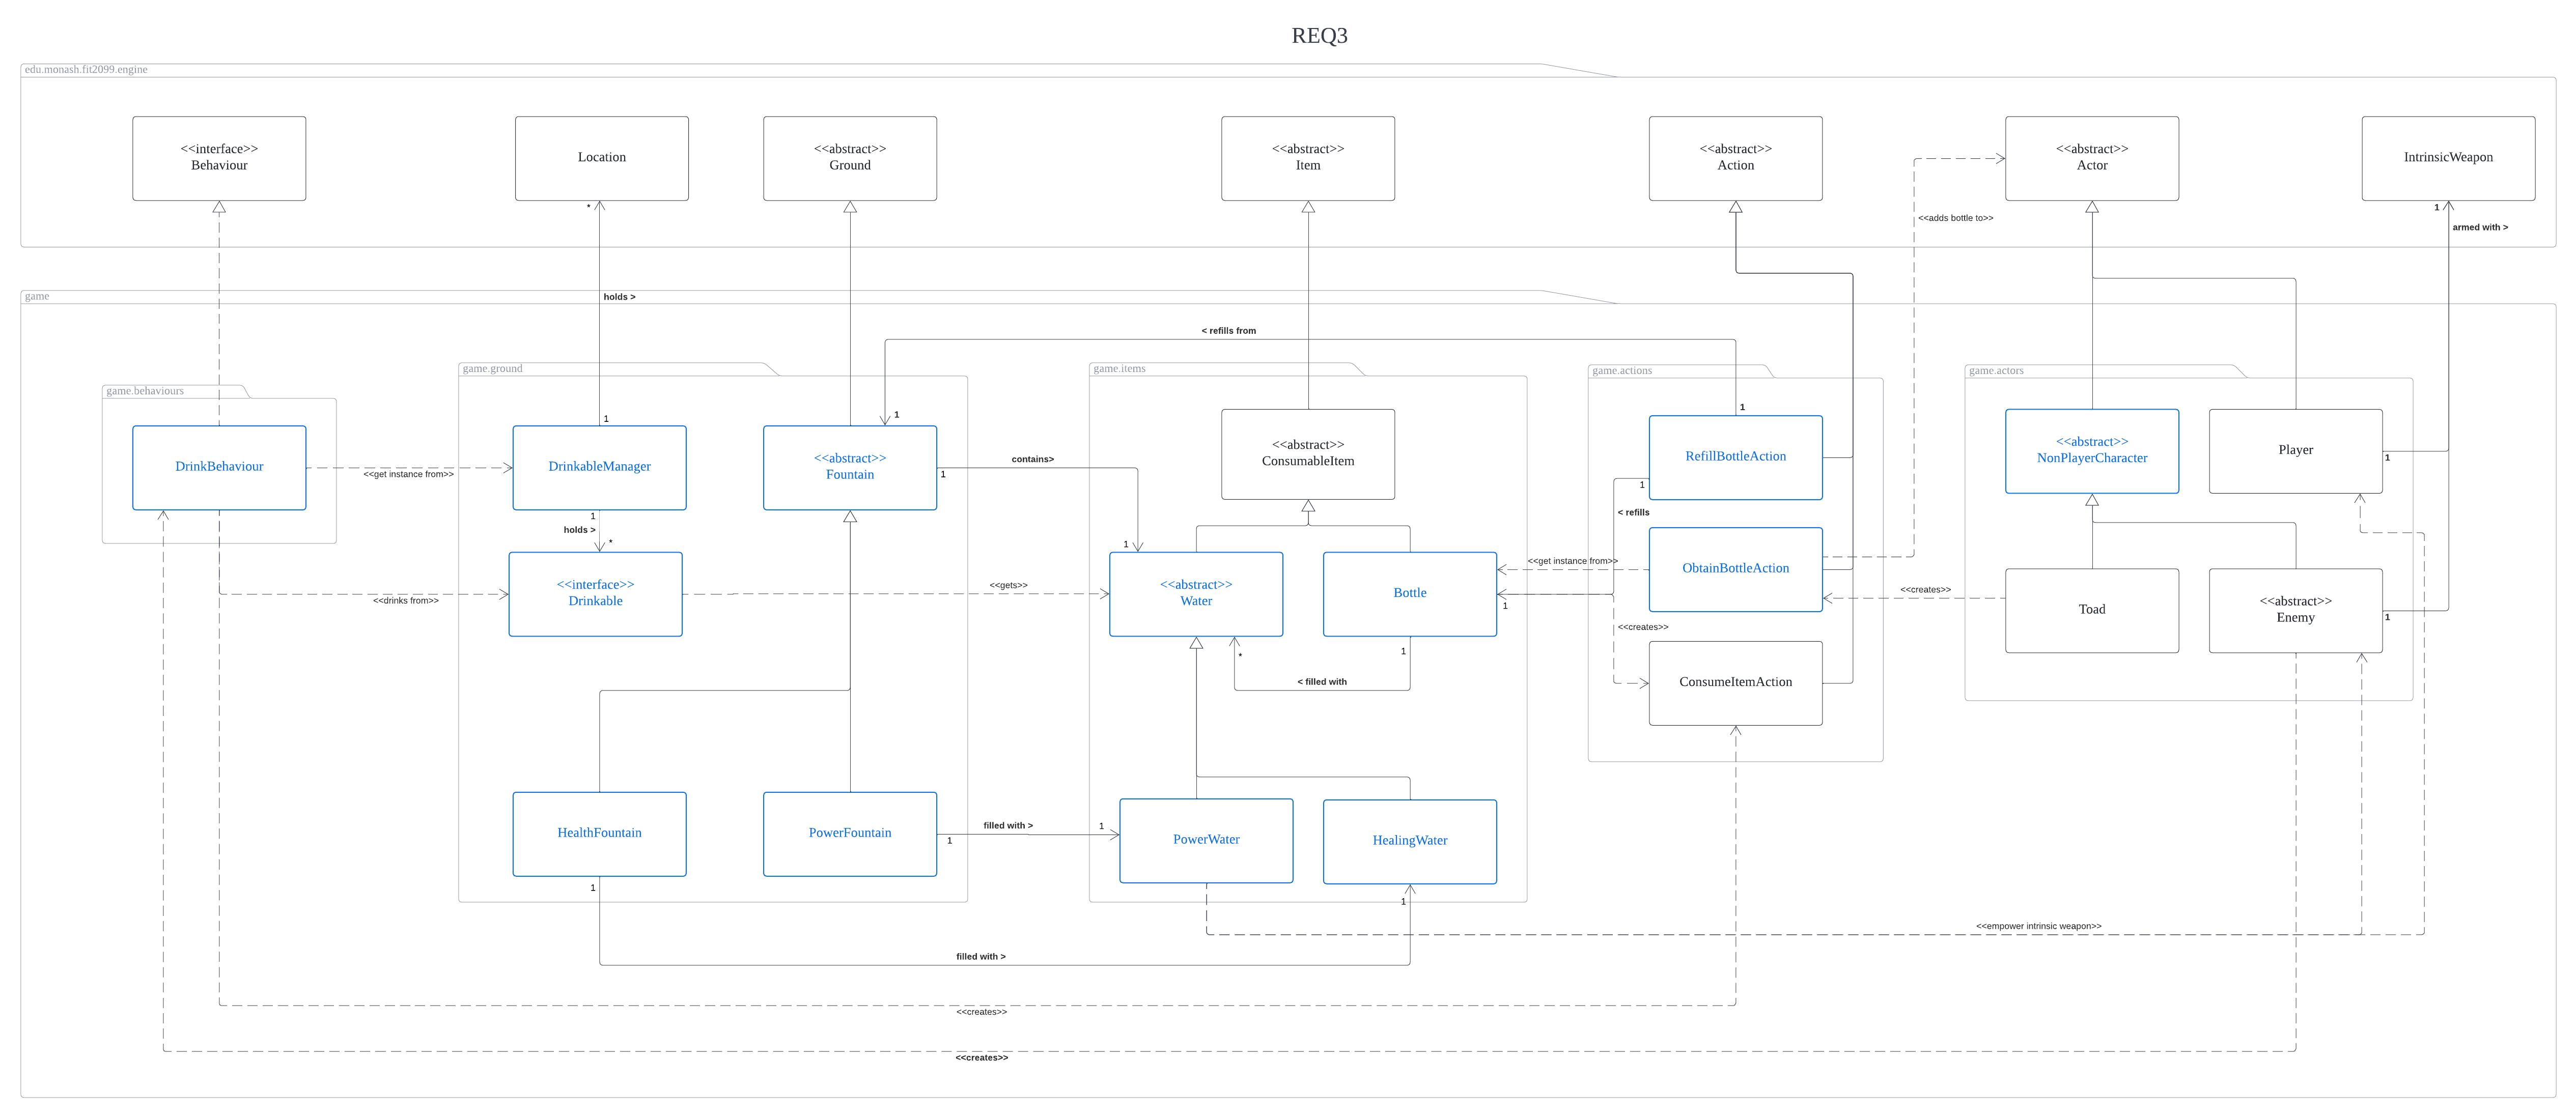 REQ3
edu.monash.fit2099.engine
<<interface>>
Behaviour
Location
<<abstract>>
Ground
<<abstract>>
Item
<<abstract>>
Action
<<abstract>>
Actor
IntrinsicWeapon
*
1
<<adds bottle to>>
armed with >
game
holds >
< refills from
game.ground
game.items
game.actions
game.actors
game.behaviours
1
1
1
DrinkBehaviour
<<get instance from>>
DrinkableManager
<<abstract>>
Fountain
1
contains>
<<abstract>>
ConsumableItem
RefillBottleAction
<<abstract>>
NonPlayerCharacter
Player
1
1
< refills
1
holds >
*
1
<<drinks from>>
<<interface>>
Drinkable
<<gets>>
<<abstract>>
Water
Bottle
1
<<get instance from>>
ObtainBottleAction
<<creates>>
<<creates>>
Toad
<<abstract>>
Enemy
1
*
1
< filled with
ConsumeItemAction
HealthFountain
PowerFountain
1
filled with >
1
PowerWater
HealingWater
1
1
<<empower intrinsic weapon>>
filled with >
<<creates>>
<<creates>>